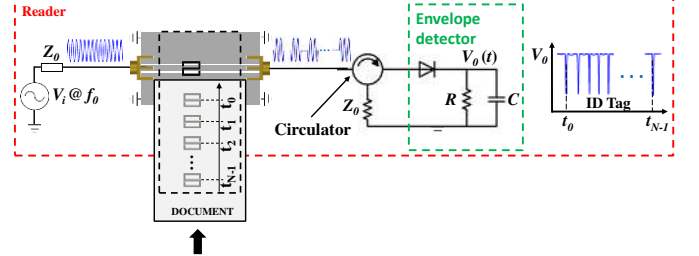 Reader
Envelope
detector
Z0
Vi @ f0
t0
t1
t2
tN-1
DOCUMENT
Circulator
Z0
V0 (t)
R
C
V0
ID Tag
t0
tN-1